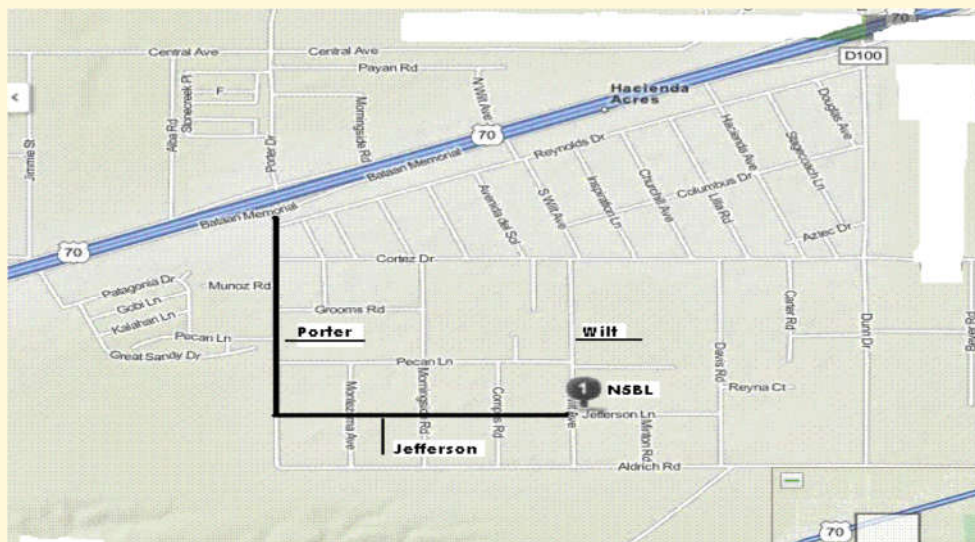 70
Central Ave
Central Ave
D100
Payan Rd
N Wilt Ave
Hacienda
Acres
<
F
Stonecreek Pl
Douglas Ave
Jimmie St
Alba Rd
Porter Dr
Morningside Rd
70
Hacienda Ave
Stagecoach Ln
Bataan Memorial
Reynolds Dr
Columbus Dr
Avenida del Sol
S Wilt Ave
Inspiration Ln
Churchill Ave
Lilla Rd
Bataan Memorial
70
Aztec Dr
Cortez Dr
Patagonia Dr
Munoz Rd
Gobi Ln
Kalahari Ln
Grooms Rd
Carter Rd
Dunn Dr
Porter
Wilt
Pecan Ln
Great Sandy Dr
Pecan Ln
Davis Rd
1
N5BL
Reyna Ct
Montezuma Ave
Morningside Rd
Compas Rd
Jefferson Ln
Minton Rd
Jefferson
Aldrich Rd
70